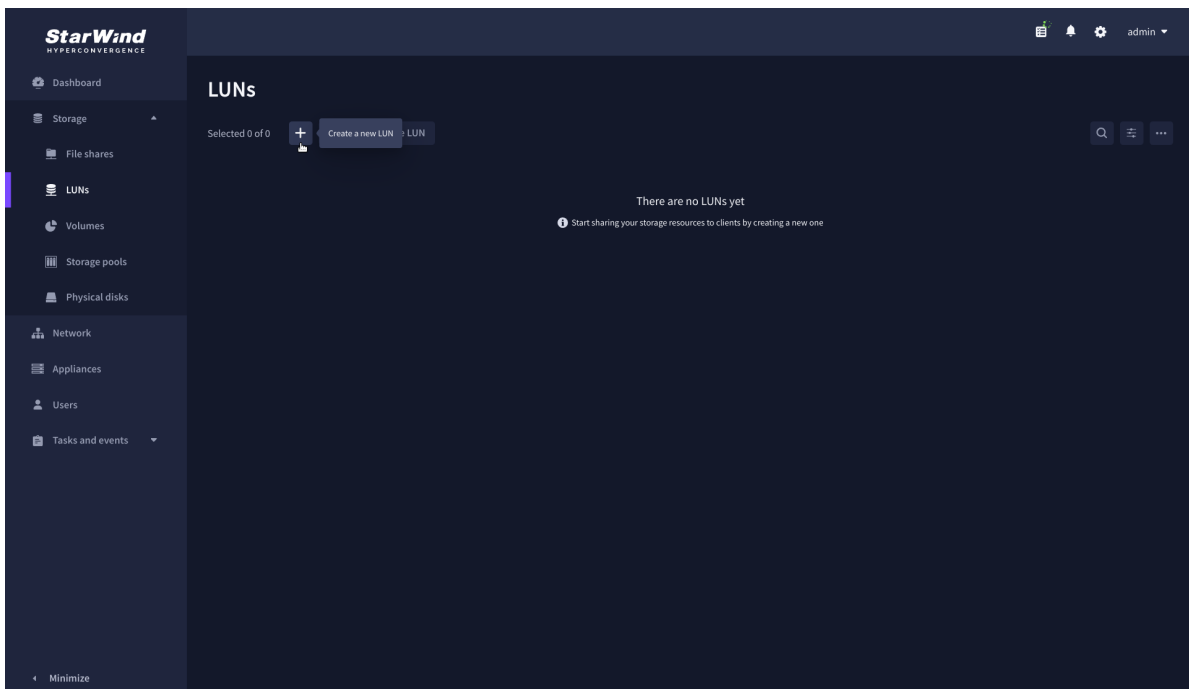 StarWind
HYPERCONVERGENCE
admin
Dashboard
Storage
File shares
LUNs
Volumes
Storage pools
Physical disks
Network
Appliances
Users
Tasks and events
Minimize
LUNs
Selected 0 of 0
Create a new LUN
LUN
There are no LUNs yet
Start sharing your storage resources to clients by creating a new one